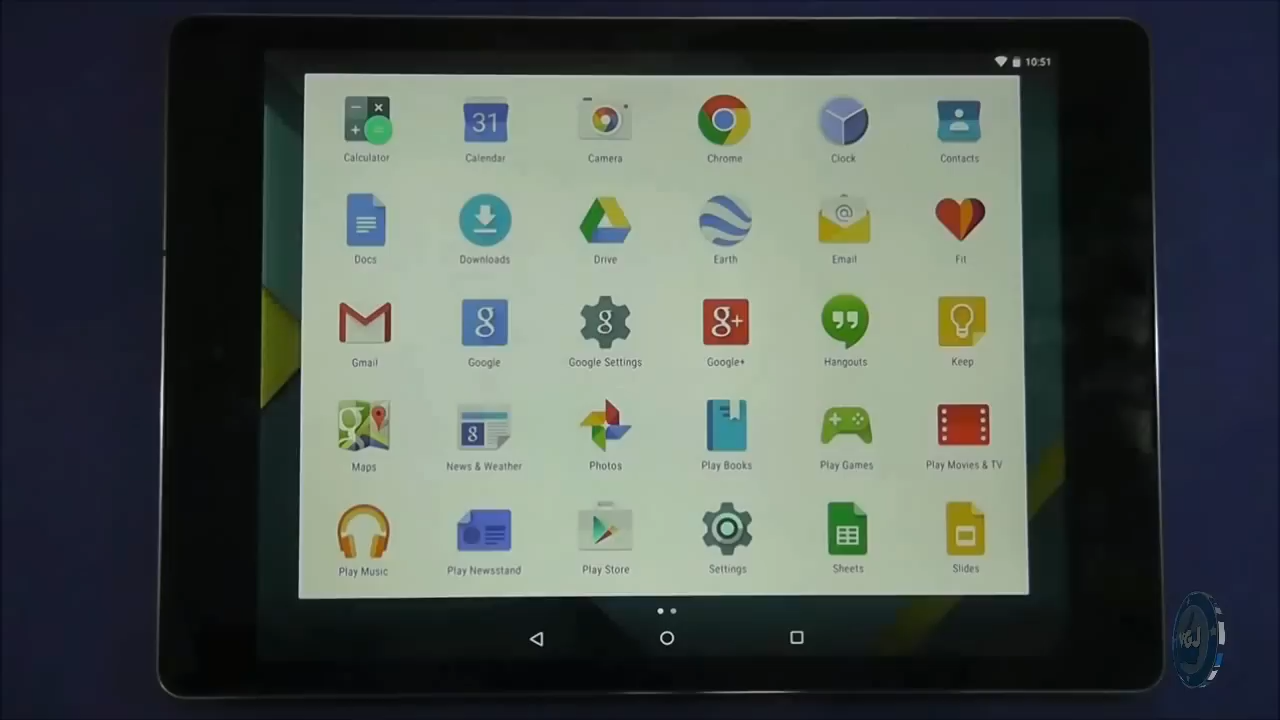 10:51
Calculator Calendar Camera Chrome Clock Contacts
31
Docs Downloads Drive Earth Email Fit
@
Gmail Google Google Settings Google+ Hangouts Keep
g g g+
Maps News & Weather Photos Play Books Play Games Play Movies & TV
g 8
Play Music Play Newsstand Play Store Settings Sheets Slides
VGJ